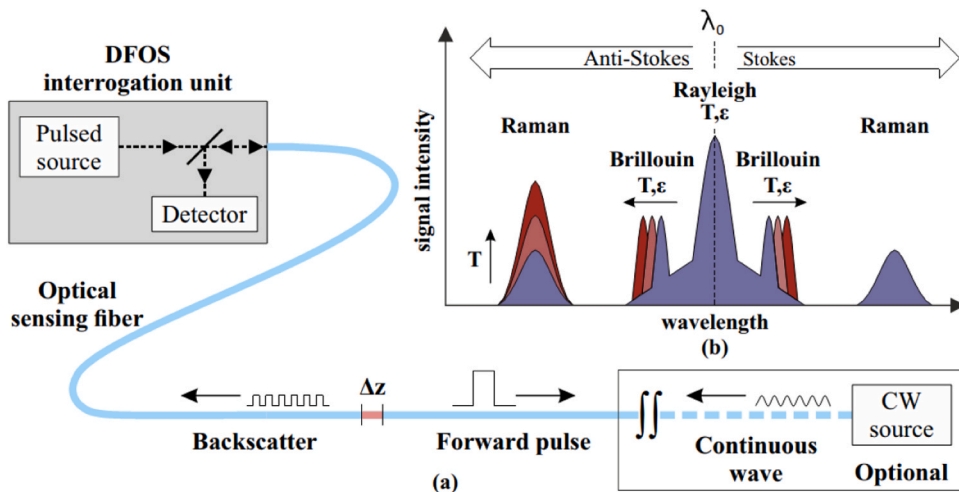 DFOS
interrogation unit
Pulsed
source
Detector
Optical
sensing fiber
λ₀
Anti-Stokes
Stokes
Rayleigh
T,ε
Raman
Raman
Brillouin
T,ε
Brillouin
T,ε
signal intensity
T
wavelength
(b)
Δz
Backscatter
Forward pulse
∬
Continuous
wave
CW
source
Optional
(a)